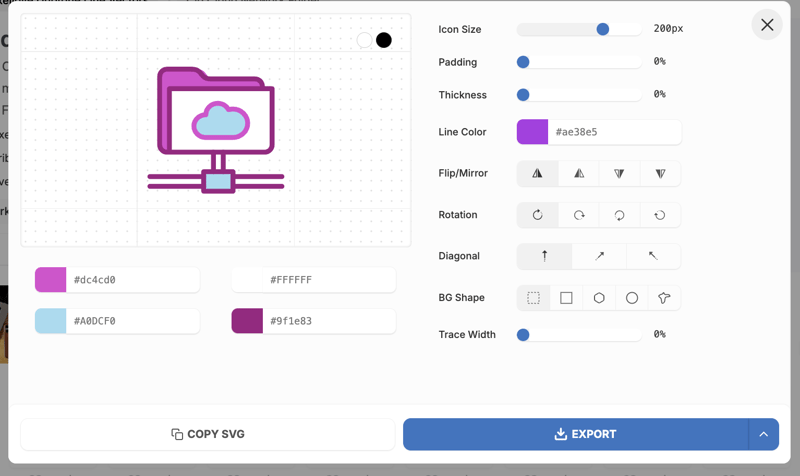 Icon Size 200px
Padding 0%
Thickness 0%
Line Color #ae38e5
Flip/Mirror
Rotation
Diagonal
BG Shape
Trace Width 0%
#dc4cd0 #FFFFFF
#A0DCF0 #9f1e83
COPY SVG EXPORT